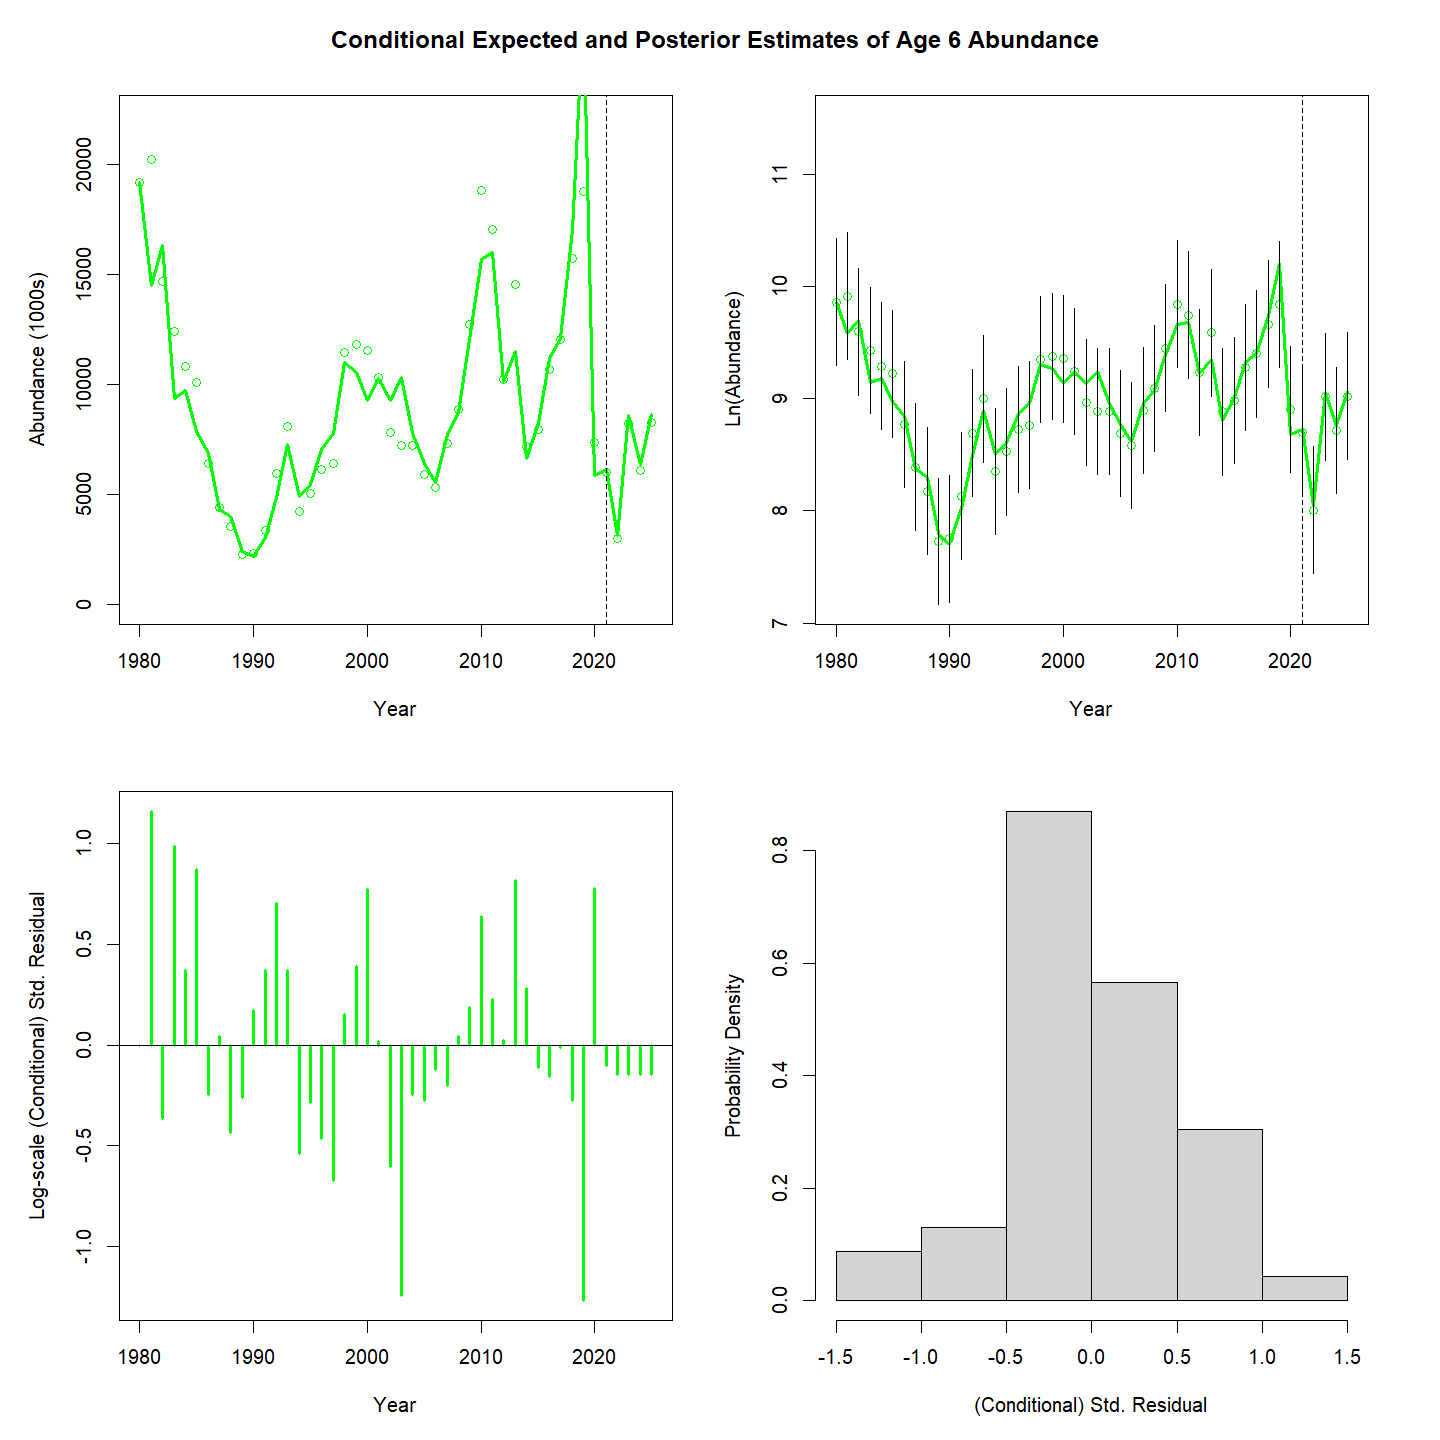 Conditional Expected and Posterior Estimates of Age 6 Abundance
Abundance (1000s)
20000
15000
10000
5000
0
1980 1990 2000 2010 2020
Year
Ln(Abundance)
11
10
9
8
7
1980 1990 2000 2010 2020
Year
Log-scale (Conditional) Std. Residual
1.0
0.5
0.0
-0.5
-1.0
1980 1990 2000 2010 2020
Year
Probability Density
0.8
0.6
0.4
0.2
0.0
-1.5 -1.0 -0.5 0.0 0.5 1.0 1.5
(Conditional) Std. Residual